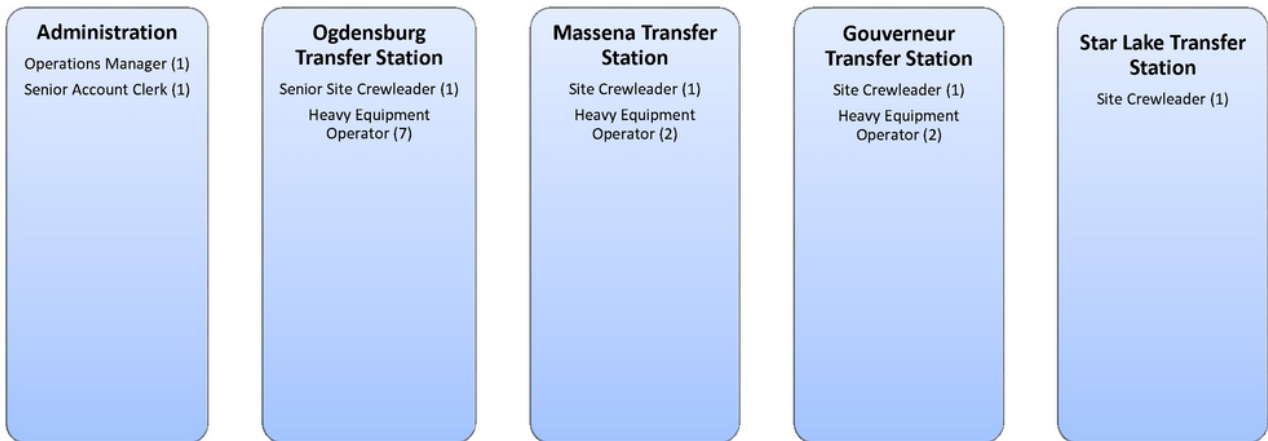 Administration
Operations Manager (1)
Senior Account Clerk (1)
Ogdensburg
Transfer Station
Senior Site Crewleader (1)
Heavy Equipment
Operator (7)
Massena Transfer
Station
Site Crewleader (1)
Heavy Equipment
Operator (2)
Gouverneur
Transfer Station
Site Crewleader (1)
Heavy Equipment
Operator (2)
Star Lake Transfer
Station
Site Crewleader (1)